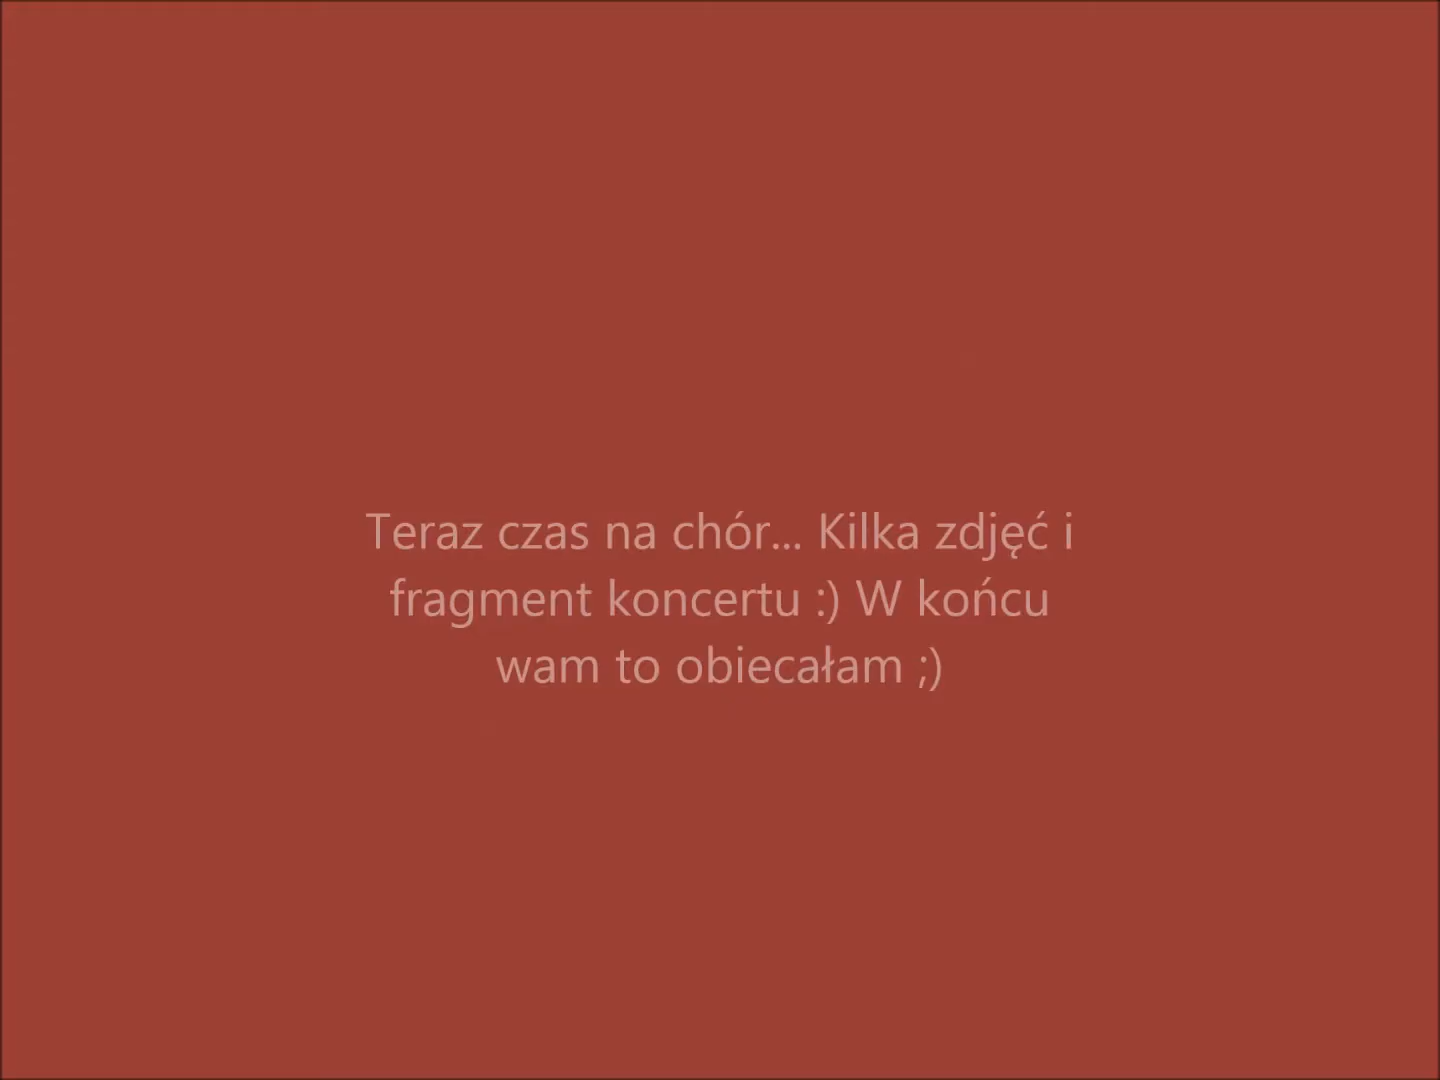 Teraz czas na chór... Kilka zdjęć i
fragment koncertu :) W końcu
wam to obiecałam ;)